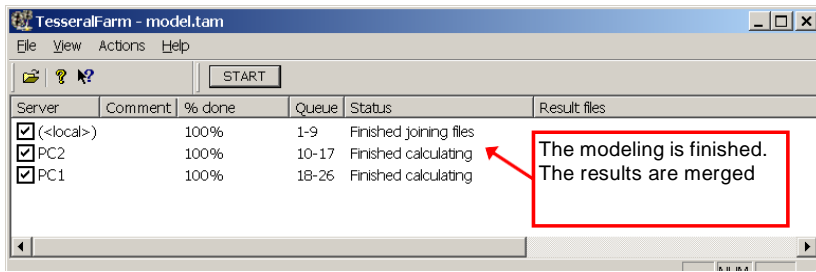 TesseralFarm - model.tam
File View Actions Help
START
Server Comment % done Queue Status Result files
(<local>) 100% 1-9 Finished joining files
PC2 100% 10-17 Finished calculating
PC1 100% 18-26 Finished calculating
The modeling is finished.
The results are merged
NUM